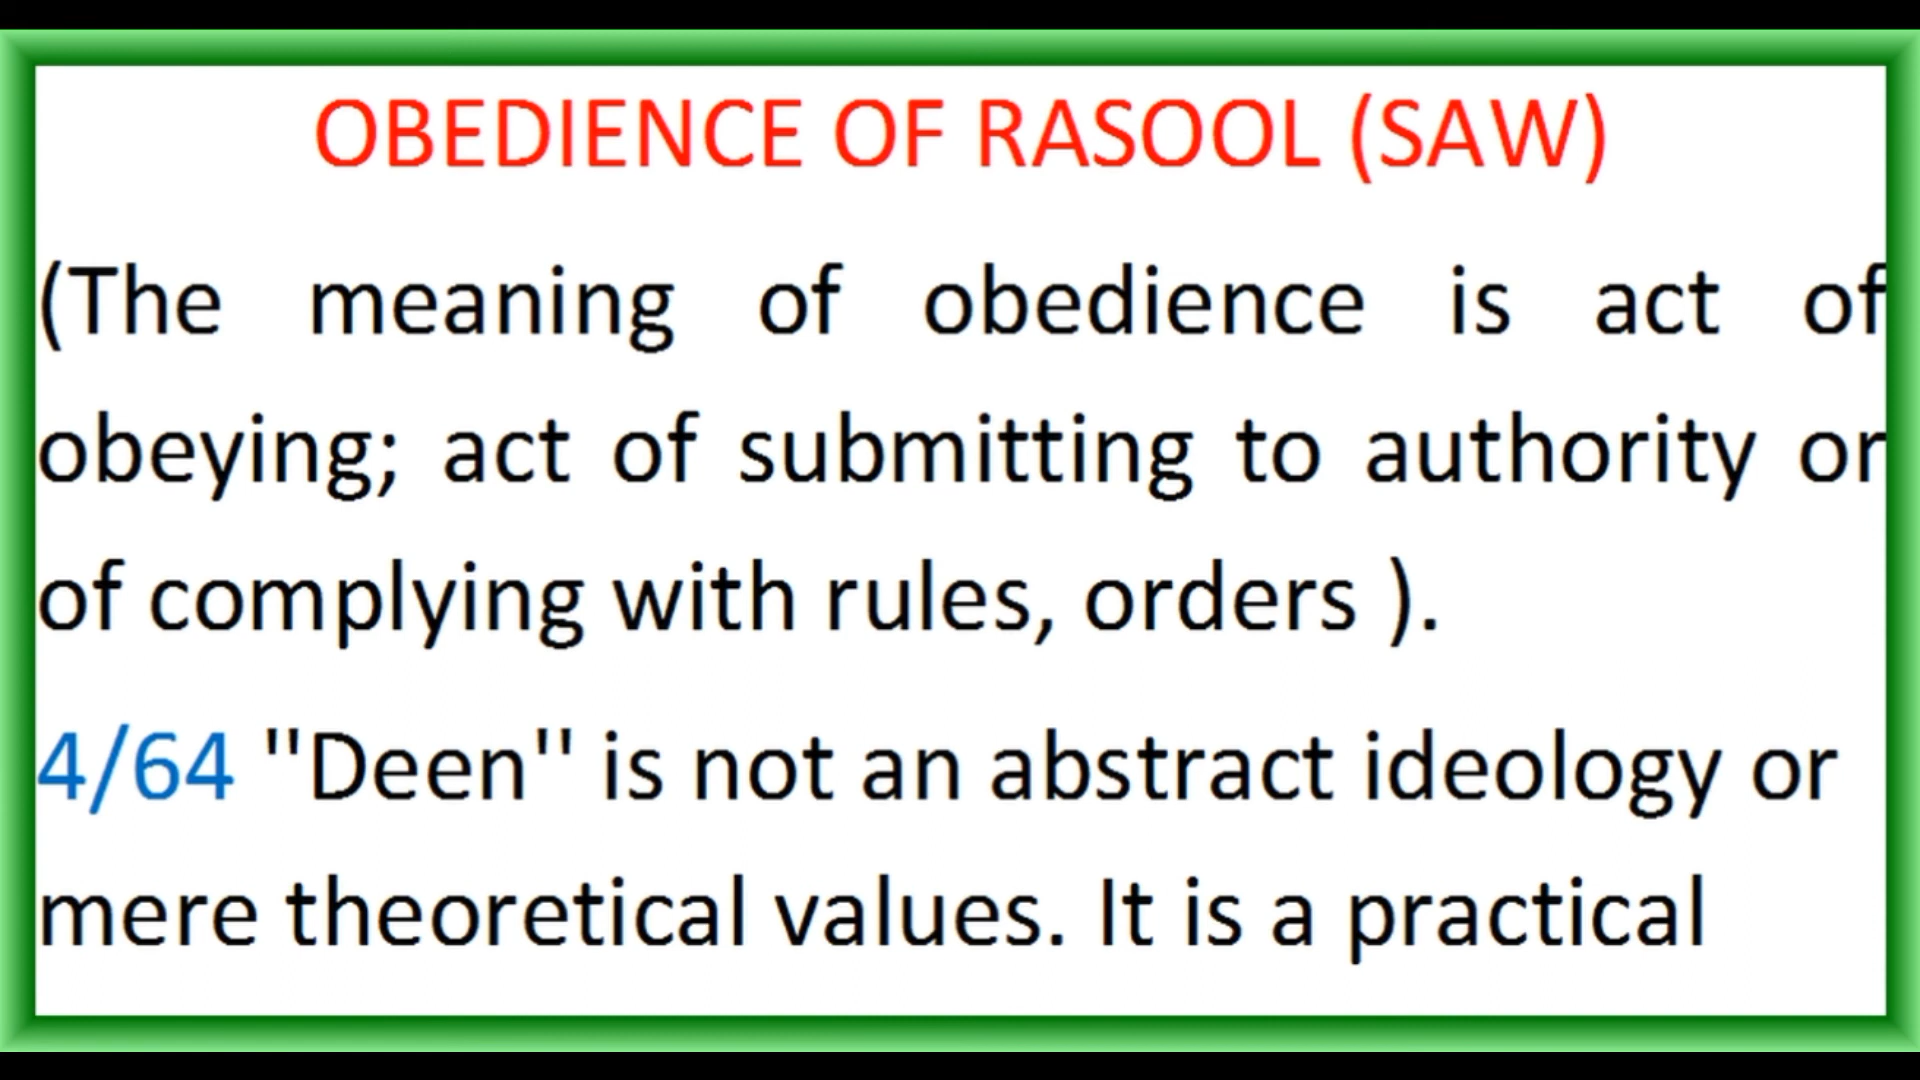 OBEDIENCE OF RASOOL (SAW)
(The meaning of obedience is act of
obeying; act of submitting to authority or
of complying with rules, orders ).
4/64 "Deen" is not an abstract ideology or
mere theoretical values. It is a practical